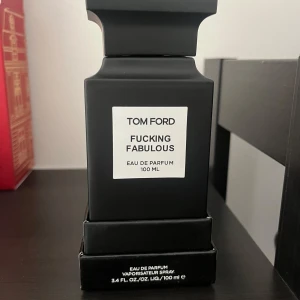 TOM FORD
FUCKING
FABULOUS
EAU DE PARFUM
100 ML
EAU DE PARFUM
VAPORISATEUR SPRAY
3.4 FL. OZ./OZ. LIQ./100 ml ℮